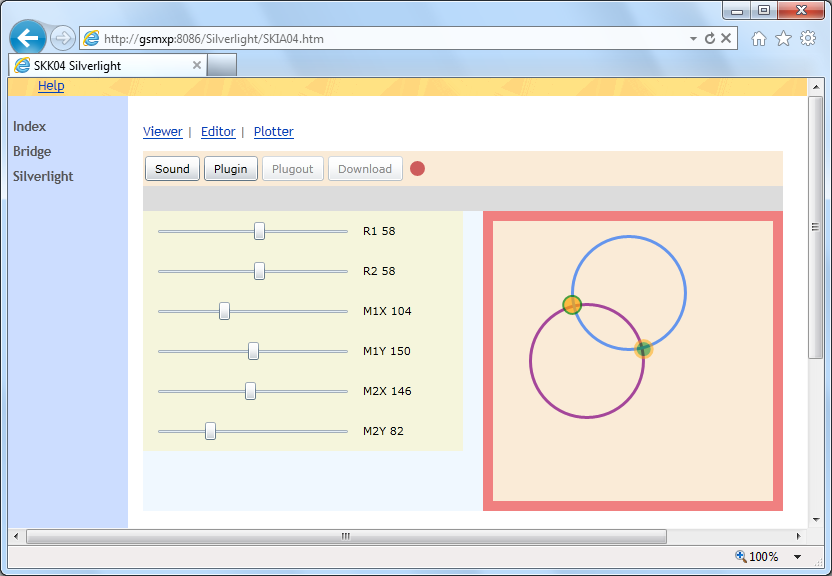 http://gsmxp:8086/Silverlight/SKIA04.htm
SKK04 Silverlight
Help
Index
Bridge
Silverlight
Viewer | Editor | Plotter
Sound Plugin Plugout Download
R1 58
R2 58
M1X 104
M1Y 150
M2X 146
M2Y 82
100%